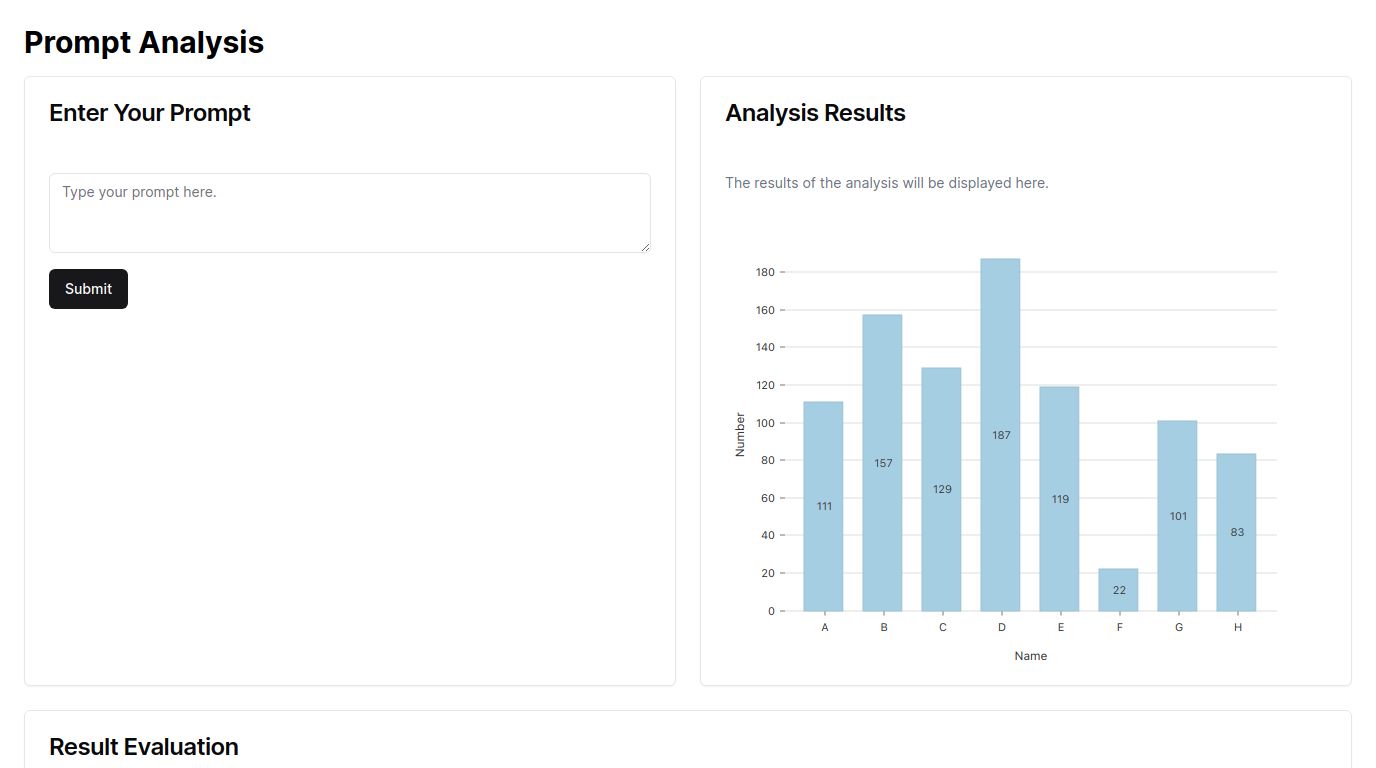 Prompt Analysis
Enter Your Prompt
Type your prompt here.
Submit
Analysis Results
The results of the analysis will be displayed here.
180
160
140
120
100
80
60
40
20
0
Number
111
157
129
187
119
22
101
83
A B C D E F G H
Name
Result Evaluation